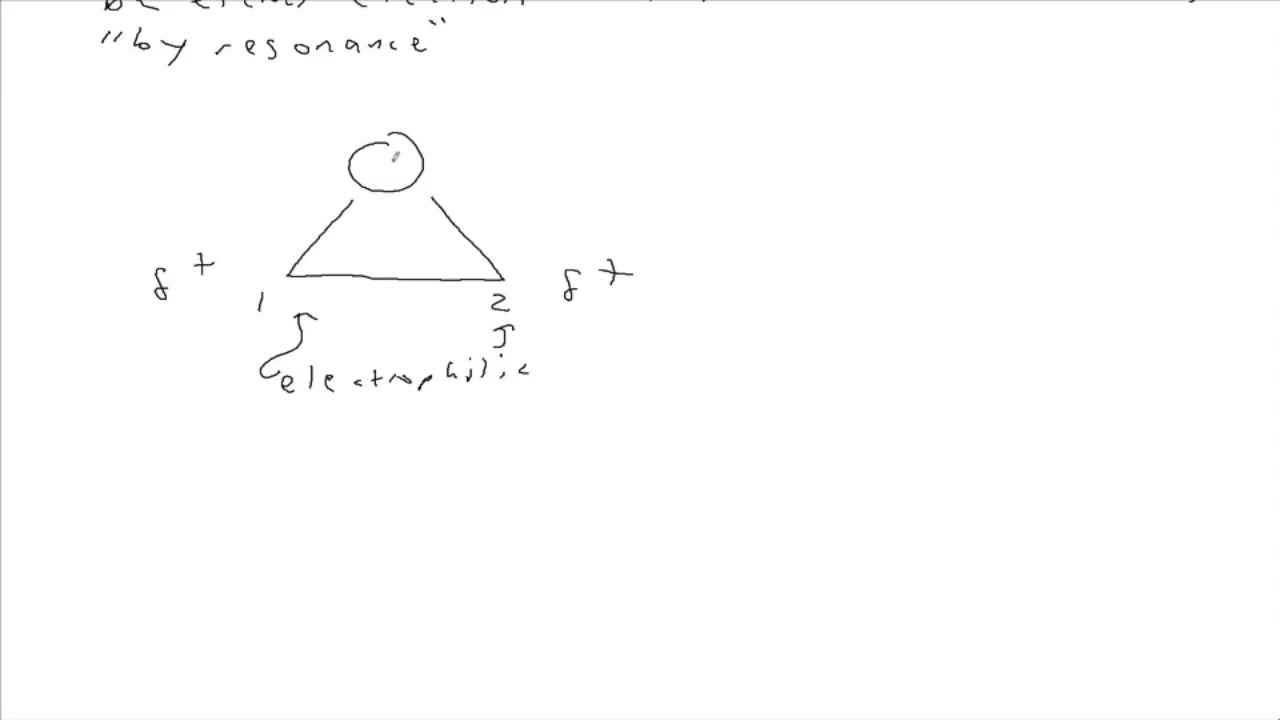 "by resonance"
O
δ + 1 2 δ +
electrophilic